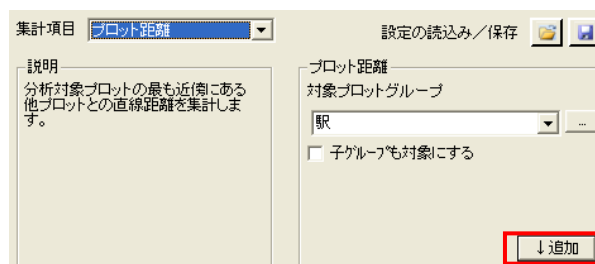 集計項目 プロット距離 設定の読込み／保存
説明
分析対象プロットの最も近傍にある
他プロットとの直線距離を集計しま
す。
プロット距離
対象プロットグループ
駅 ...
子グループも対象にする
↓追加